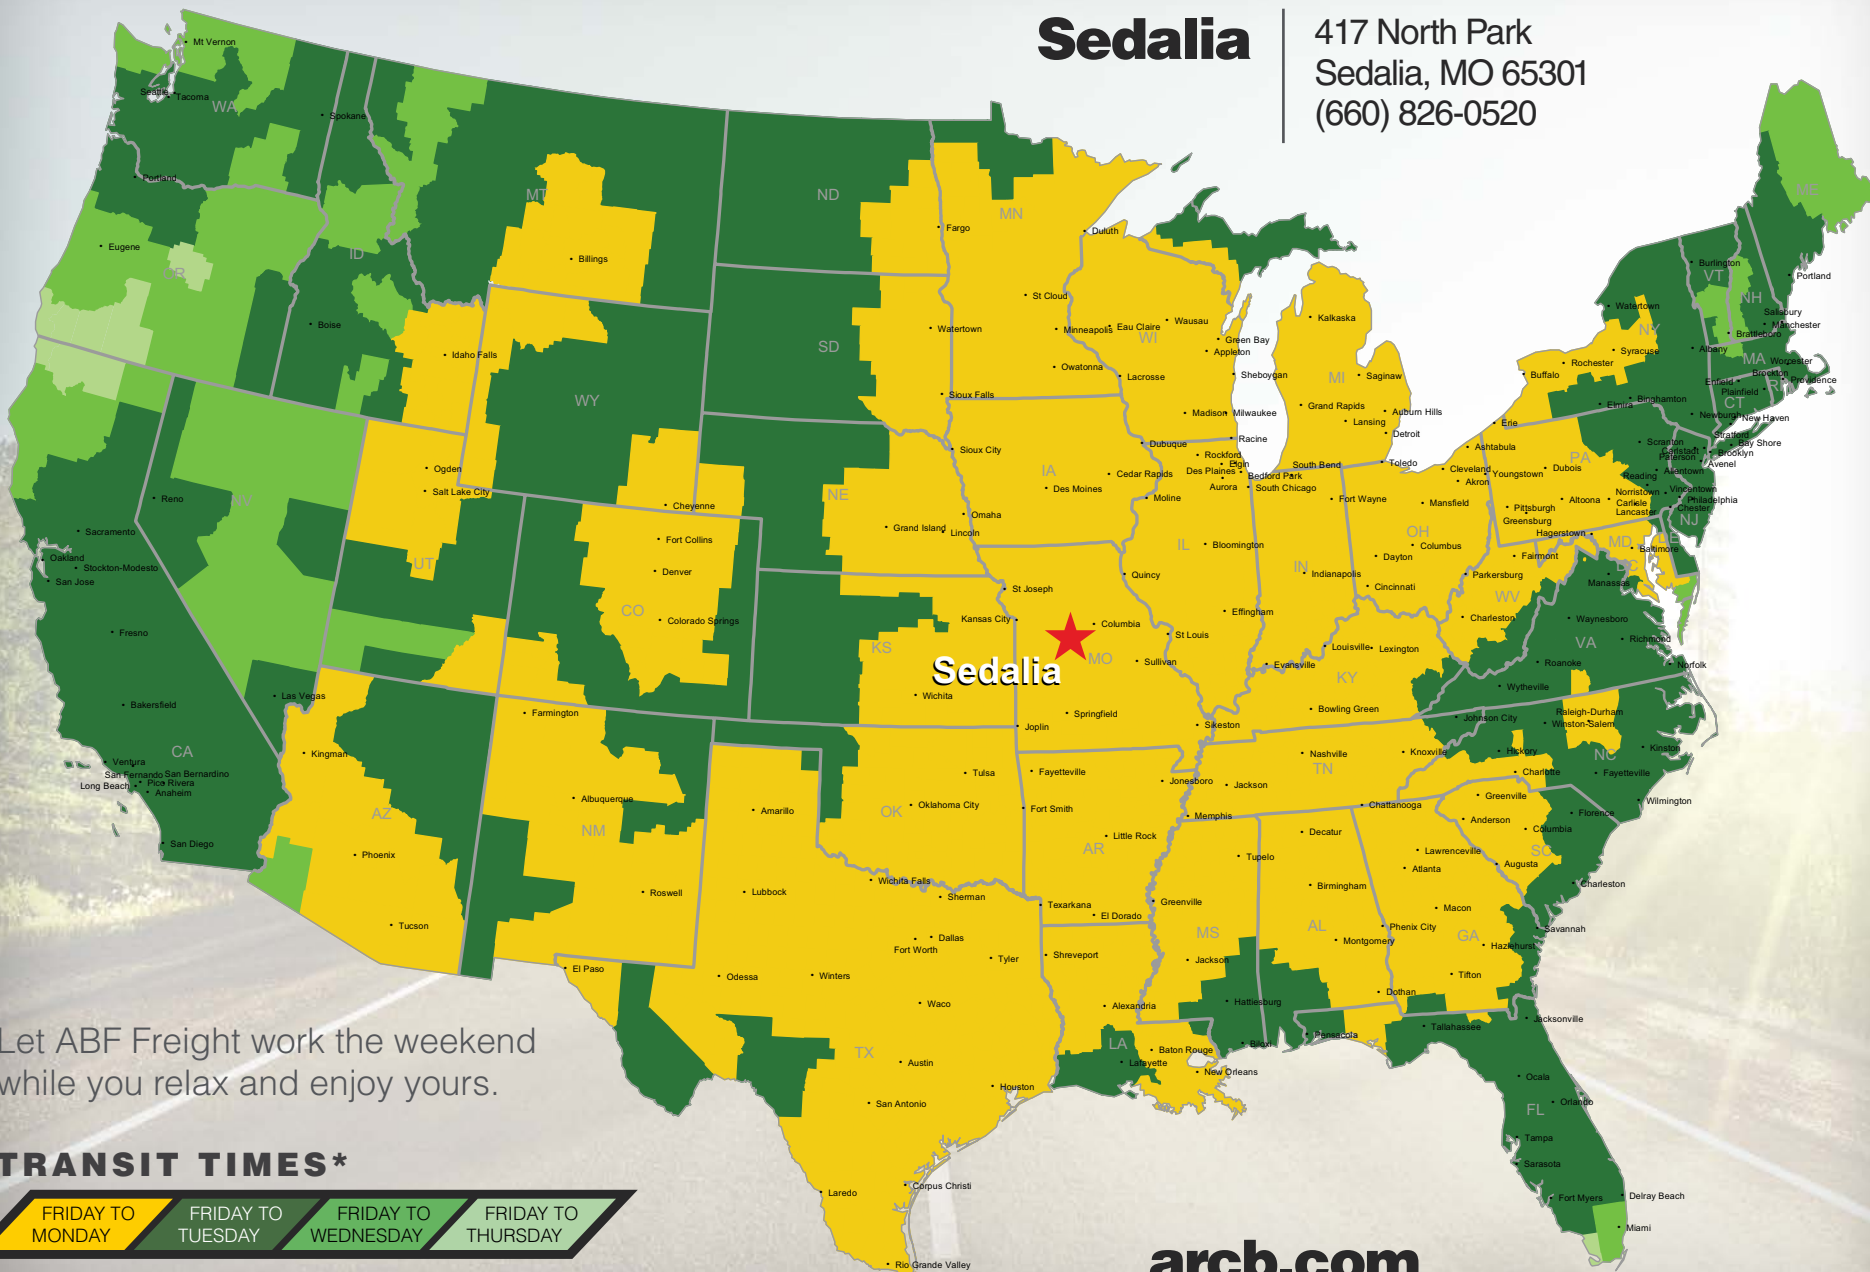 Sedalia
417 North Park
Sedalia, MO 65301
(660) 826-0520
Mt Vernon
Seattle
Tacoma
WA
Spokane
Portland
Eugene
OR
ID
Boise
Idaho Falls
MT
Billings
ND
Fargo
MN
Duluth
St Cloud
Minneapolis
Eau Claire
Wausau
WI
Green Bay
Appleton
Watertown
SD
Owatonna
Lacrosse
Sheboygan
Sioux Falls
Madison
Milwaukee
Kalkaska
MI
Saginaw
Grand Rapids
Lansing
Auburn Hills
Detroit
WY
Reno
NV
Ogden
Salt Lake City
UT
Cheyenne
Fort Collins
Denver
CO
Colorado Springs
NE
Grand Island
Lincoln
Omaha
Sioux City
IA
Des Moines
Cedar Rapids
Dubuque
Racine
Rockford
Elgin
Des Plaines
Bedford Park
Aurora
South Chicago
South Bend
Moline
Toledo
Fort Wayne
Mansfield
Cleveland
Akron
Ashtabula
Youngstown
Erie
Buffalo
Rochester
Syracuse
Watertown
NY
Burlington
VT
NH
ME
Portland
Salisbury
Manchester
Brattleboro
Albany
MA
Worcester
Brockton
Providence
RI
Enfield
Plainfield
CT
Elmira
Binghamton
Newburgh
New Haven
Stratford
Bay Shore
Scranton
Carlstadt
Brooklyn
Paterson
Avenel
PA
Dubois
Reading
Allentown
Altoona
Norristown
Vincentown
Carlisle
Philadelphia
Lancaster
Chester
Pittsburgh
Greensburg
NJ
Hagerstown
MD
DE
Baltimore
DC
Manassas
Fairmont
Parkersburg
WV
Charleston
OH
Columbus
Dayton
Cincinnati
IN
Indianapolis
IL
Bloomington
Quincy
Effingham
Sacramento
Oakland
Stockton-Modesto
San Jose
Fresno
Bakersfield
CA
Ventura
San Fernando
San Bernardino
Long Beach
Pico Rivera
Anaheim
San Diego
Las Vegas
Kingman
AZ
Phoenix
Tucson
Farmington
Albuquerque
NM
Roswell
KS
Wichita
St Joseph
Kansas City
Columbia
Sedalia
MO
St Louis
Sullivan
Springfield
Joplin
Sikeston
Evansville
Louisville
Lexington
KY
Bowling Green
VA
Waynesboro
Richmond
Roanoke
Norfolk
Wytheville
Johnson City
Raleigh-Durham
Winston-Salem
NC
Hickory
Kinston
Charlotte
Fayetteville
Wilmington
Nashville
Knoxville
TN
Jackson
Chattanooga
Memphis
Greenville
Anderson
Columbia
Florence
SC
Augusta
Charleston
Tulsa
OK
Oklahoma City
Fayetteville
Fort Smith
Jonesboro
Little Rock
AR
Amarillo
Lubbock
Wichita Falls
Sherman
Texarkana
El Dorado
Greenville
Tupelo
Decatur
Birmingham
Lawrenceville
Atlanta
Macon
Phenix City
GA
Savannah
Hazlehurst
Tifton
AL
Montgomery
Dothan
MS
Jackson
Hattiesburg
Biloxi
Pensacola
Tallahassee
Jacksonville
Dallas
Fort Worth
Tyler
Shreveport
El Paso
Odessa
Winters
Waco
Alexandria
LA
Baton Rouge
Lafayette
New Orleans
TX
Austin
Houston
San Antonio
Laredo
Corpus Christi
Rio Grande Valley
Ocala
Orlando
FL
Tampa
Sarasota
Fort Myers
Delray Beach
Miami
Let ABF Freight work the weekend
while you relax and enjoy yours.
TRANSIT TIMES*
FRIDAY TO
MONDAY
FRIDAY TO
TUESDAY
FRIDAY TO
WEDNESDAY
FRIDAY TO
THURSDAY
arcb.com